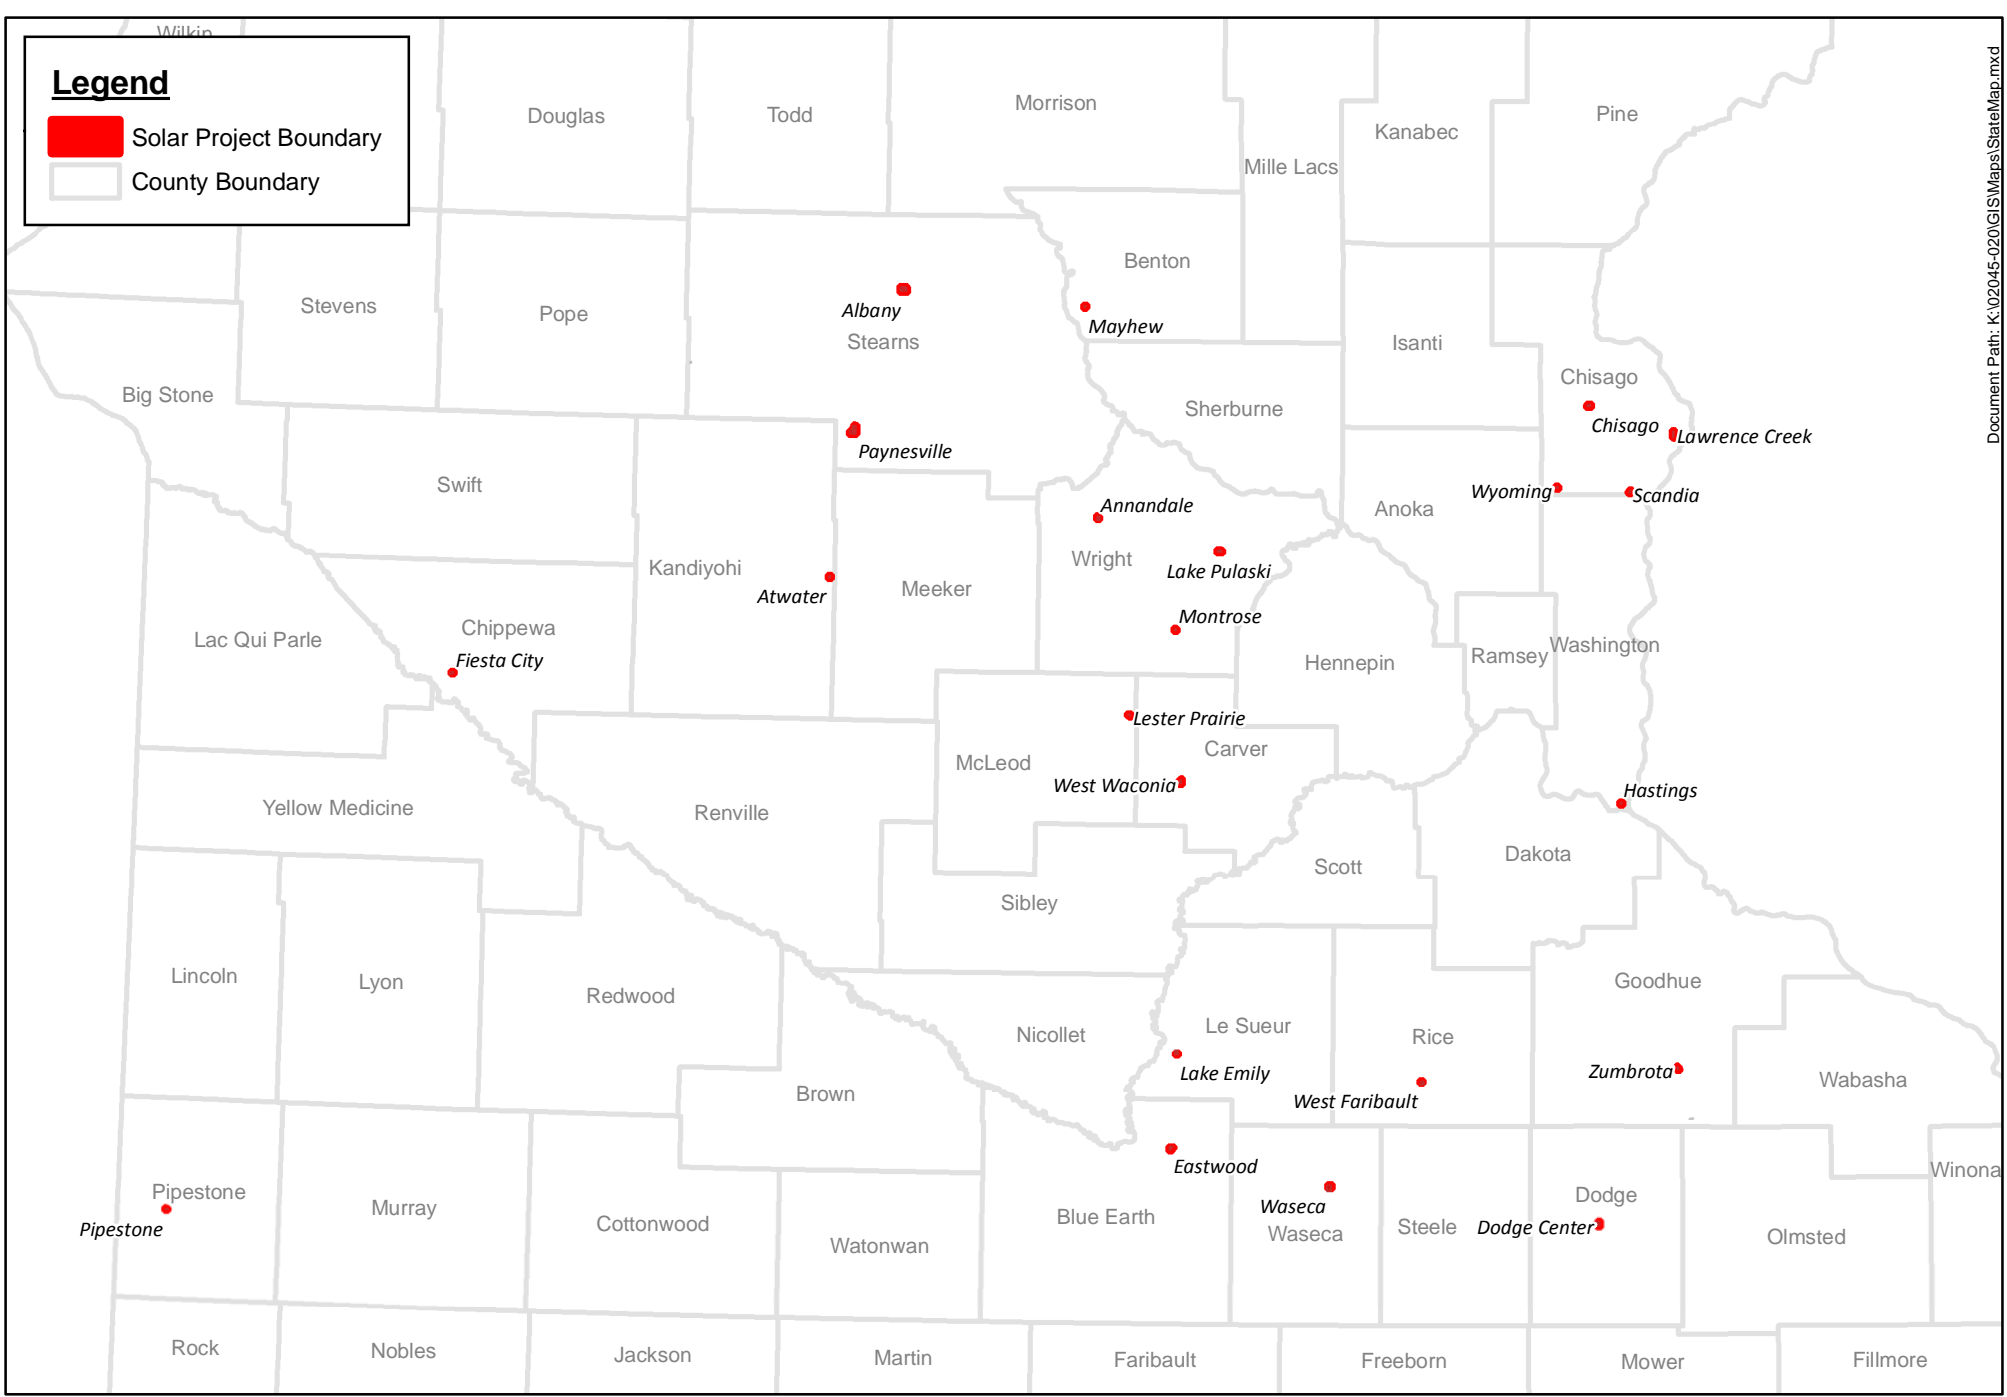 Wilkin
Legend
Solar Project Boundary
County Boundary
Document Path: K:\02045-020\GIS\Maps\StateMap.mxd
Douglas
Todd
Morrison
Mille Lacs
Kanabec
Pine
Stevens
Pope
Albany
Stearns
Benton
Mayhew
Isanti
Chisago
Chisago
Lawrence Creek
Big Stone
Sherburne
Paynesville
Swift
Wyoming
Scandia
Annandale
Anoka
Kandiyohi
Atwater
Meeker
Wright
Lake Pulaski
Montrose
Lac Qui Parle
Chippewa
Fiesta City
Hennepin
Ramsey
Washington
Lester Prairie
Carver
McLeod
West Waconia
Hastings
Yellow Medicine
Renville
Scott
Dakota
Sibley
Lincoln
Lyon
Redwood
Goodhue
Nicollet
Le Sueur
Rice
Lake Emily
West Faribault
Zumbrota
Wabasha
Brown
Eastwood
Winona
Pipestone
Pipestone
Murray
Cottonwood
Watonwan
Blue Earth
Waseca
Waseca
Steele
Dodge
Dodge Center
Olmsted
Rock
Nobles
Jackson
Martin
Faribault
Freeborn
Mower
Fillmore